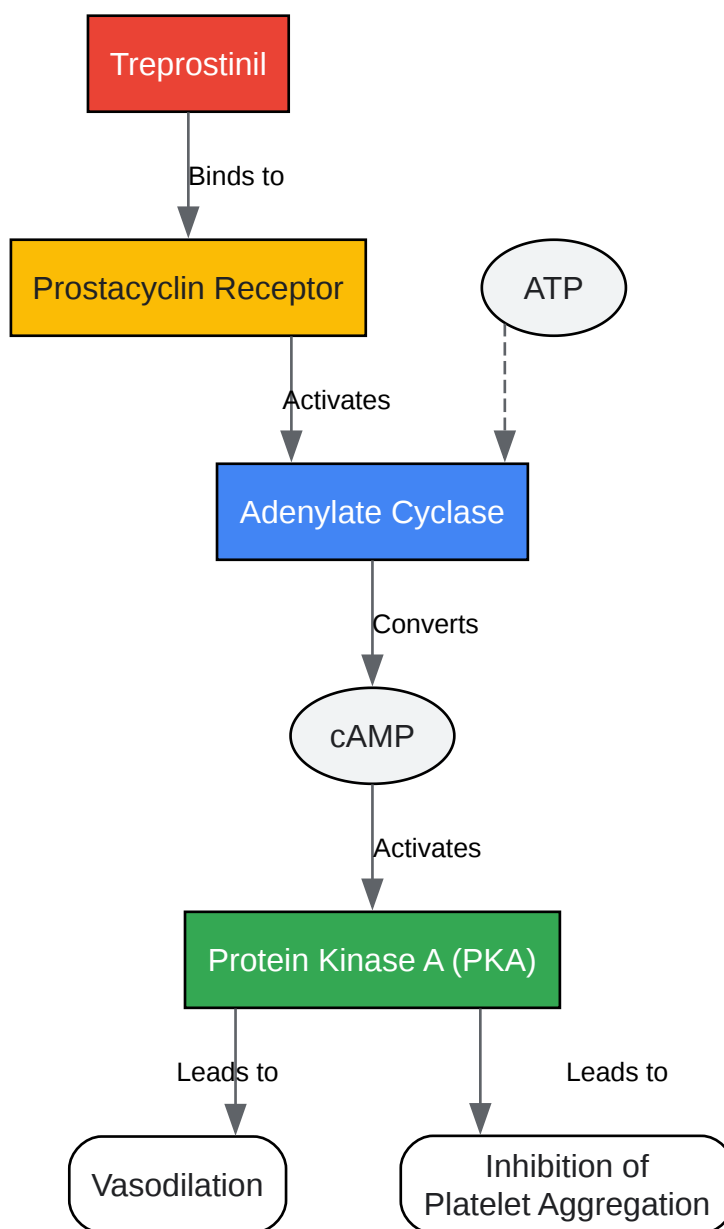 Treprostinil
Binds to
Prostacyclin Receptor
ATP
Activates
Adenylate Cyclase
Converts
cAMP
Activates
Protein Kinase A (PKA)
Leads to
Leads to
Vasodilation
Inhibition of
Platelet Aggregation